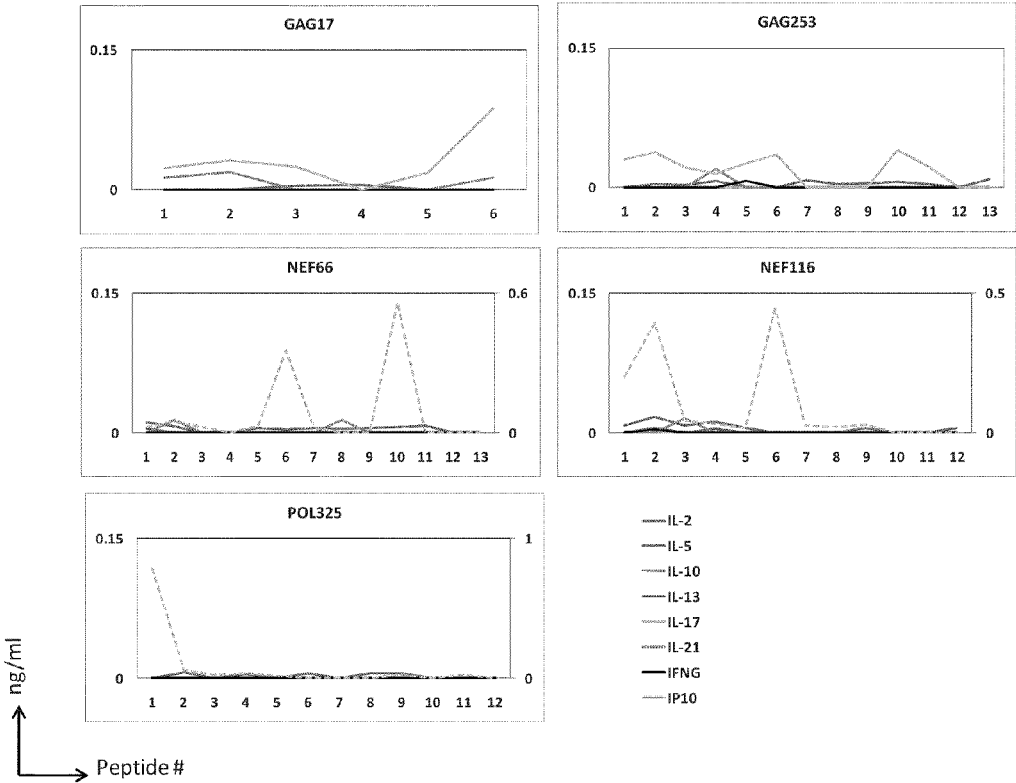 GAG17
0.15
0
1 2 3 4 5 6
GAG253
0.15
0
1 2 3 4 5 6 7 8 9 10 11 12 13
NEF66
0.15 0.6
0 0
1 2 3 4 5 6 7 8 9 10 11 12 13
NEF116
0.15 0.5
0 0
1 2 3 4 5 6 7 8 9 10 11 12
POL325
0.15 1
0 0
1 2 3 4 5 6 7 8 9 10 11 12
IL-2
IL-5
IL-10
IL-13
IL-17
IL-21
IFNG
IP10
ng/ml
Peptide #